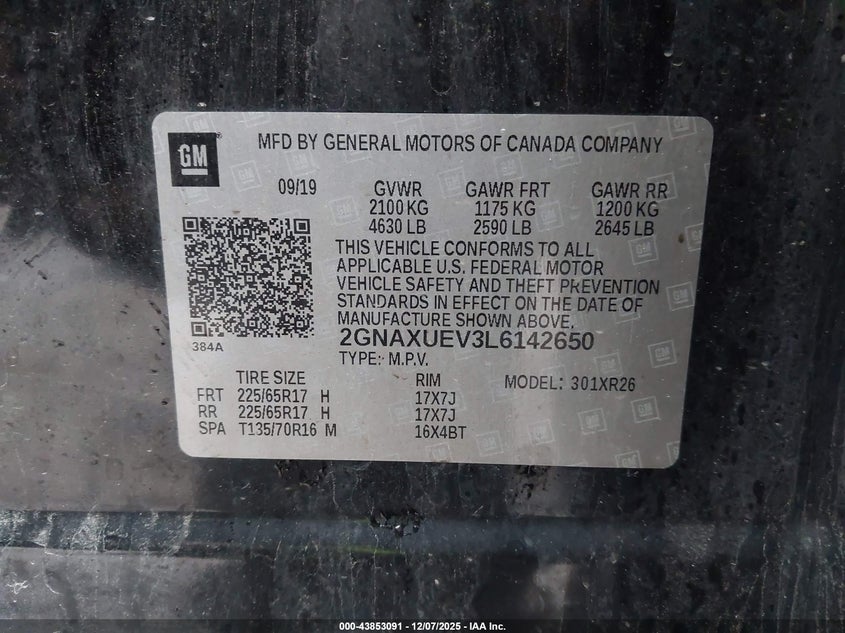 GM
MFD BY GENERAL MOTORS OF CANADA COMPANY
09/19 GVWR GAWR FRT GAWR RR
2100 KG 1175 KG 1200 KG
4630 LB 2590 LB 2645 LB
THIS VEHICLE CONFORMS TO ALL
APPLICABLE U.S. FEDERAL MOTOR
VEHICLE SAFETY AND THEFT PREVENTION
STANDARDS IN EFFECT ON THE DATE OF
MANUFACTURE SHOWN ABOVE.
384A
2GNAXUEV3L6142650
TYPE: M.P.V.
TIRE SIZE RIM MODEL: 301XR26
FRT 225/65R17 H 17X7J
RR 225/65R17 H 17X7J
SPA T135/70R16 M 16X4BT
000-43853091 - 12/07/2025 - IAA Inc.